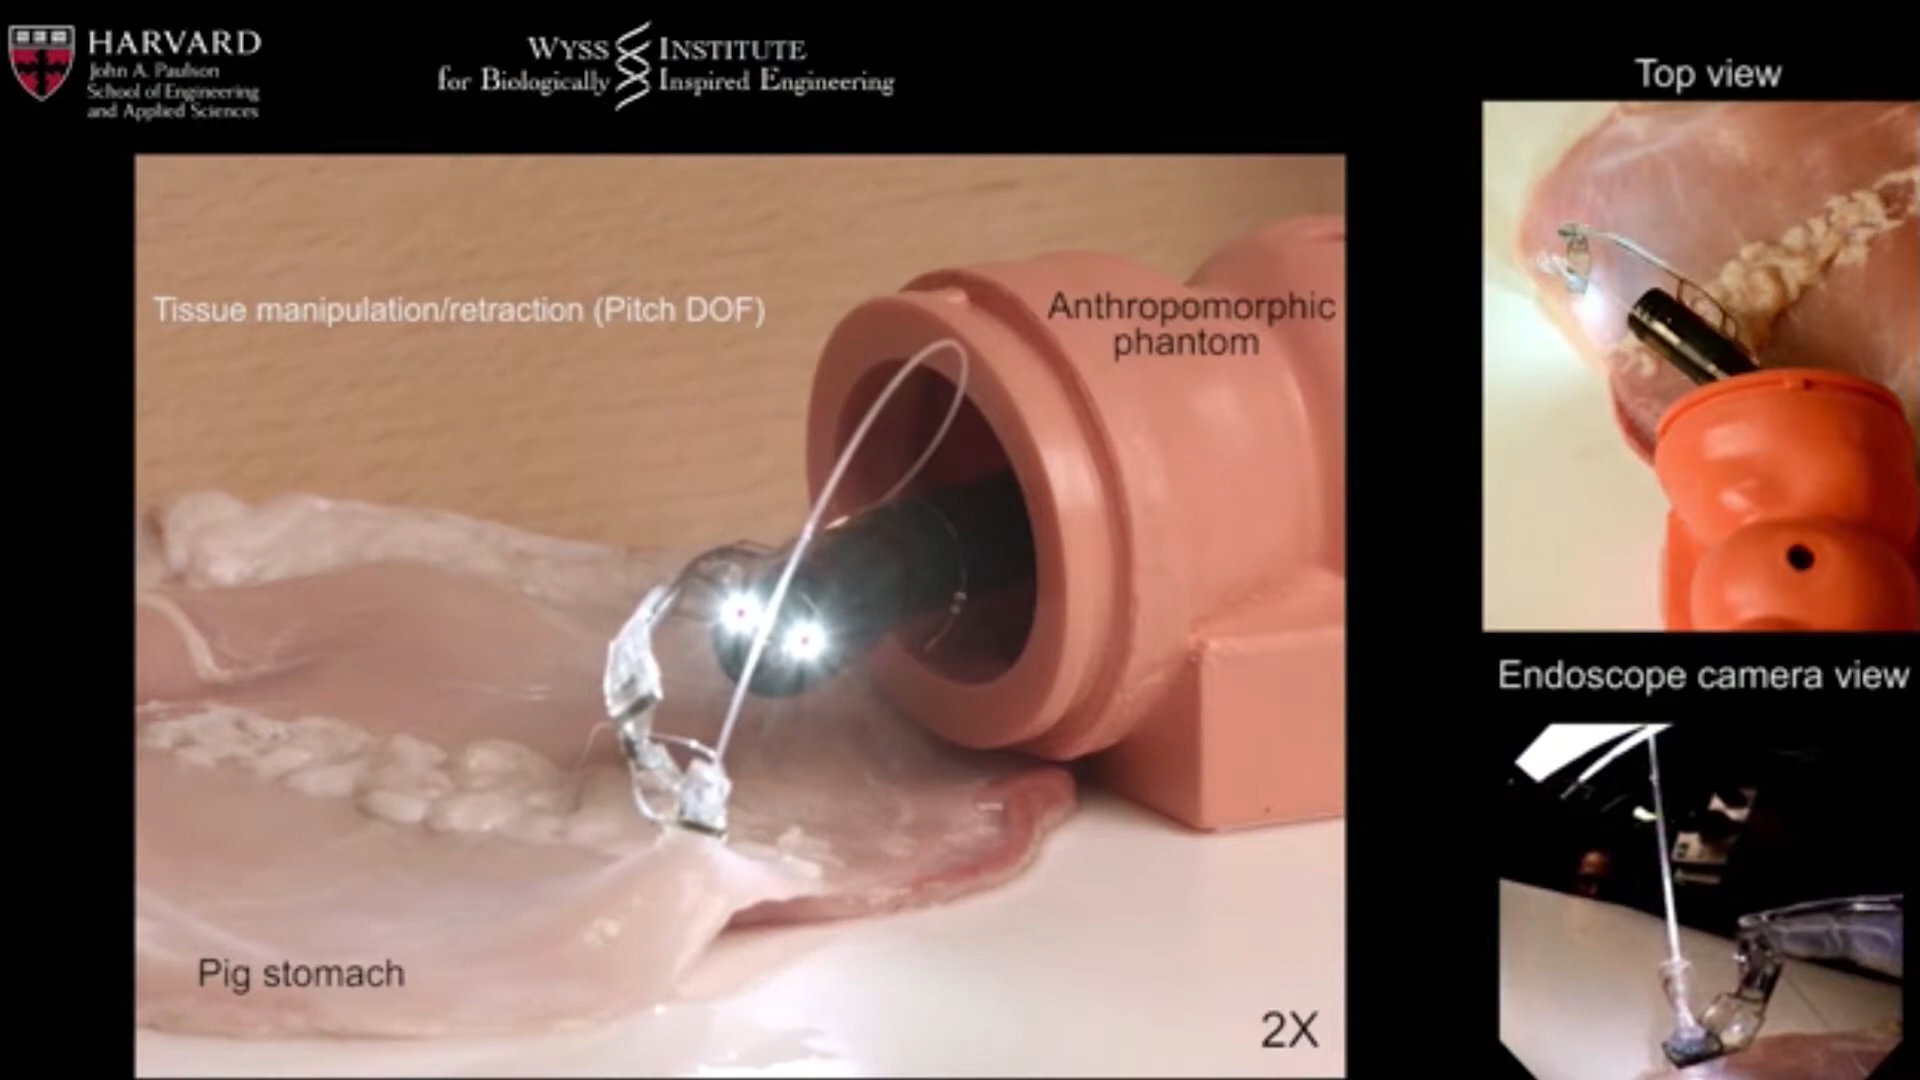 HARVARD
John A. Paulson
School of Engineering
and Applied Sciences
WYSS INSTITUTE
for Biologically Inspired Engineering
Top view
Tissue manipulation/retraction (Pitch DOF)
Anthropomorphic
phantom
Endoscope camera view
Pig stomach
2X